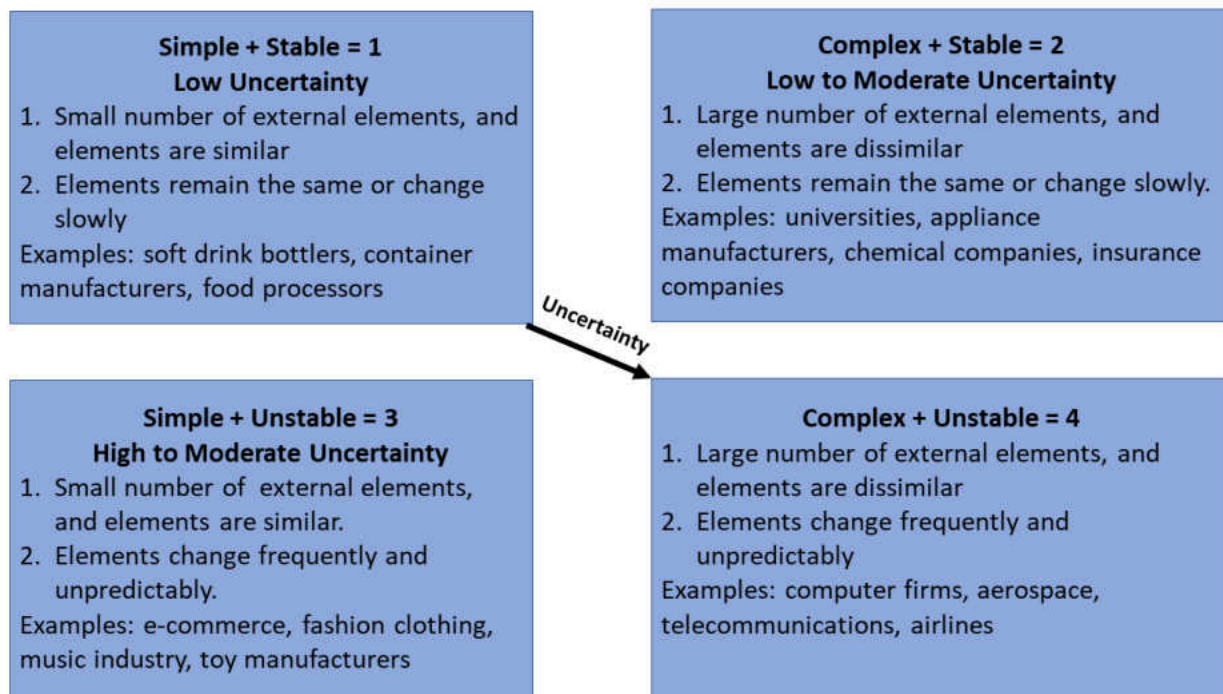 Simple + Stable = 1
Low Uncertainty
1. Small number of external elements, and
elements are similar
2. Elements remain the same or change
slowly
Examples: soft drink bottlers, container
manufacturers, food processors
Complex + Stable = 2
Low to Moderate Uncertainty
1. Large number of external elements, and
elements are dissimilar
2. Elements remain the same or change slowly.
Examples: universities, appliance
manufacturers, chemical companies, insurance
companies
Uncertainty
Simple + Unstable = 3
High to Moderate Uncertainty
1. Small number of external elements,
and elements are similar.
2. Elements change frequently and
unpredictably.
Examples: e-commerce, fashion clothing,
music industry, toy manufacturers
Complex + Unstable = 4
1. Large number of external elements, and
elements are dissimilar
2. Elements change frequently and
unpredictably
Examples: computer firms, aerospace,
telecommunications, airlines